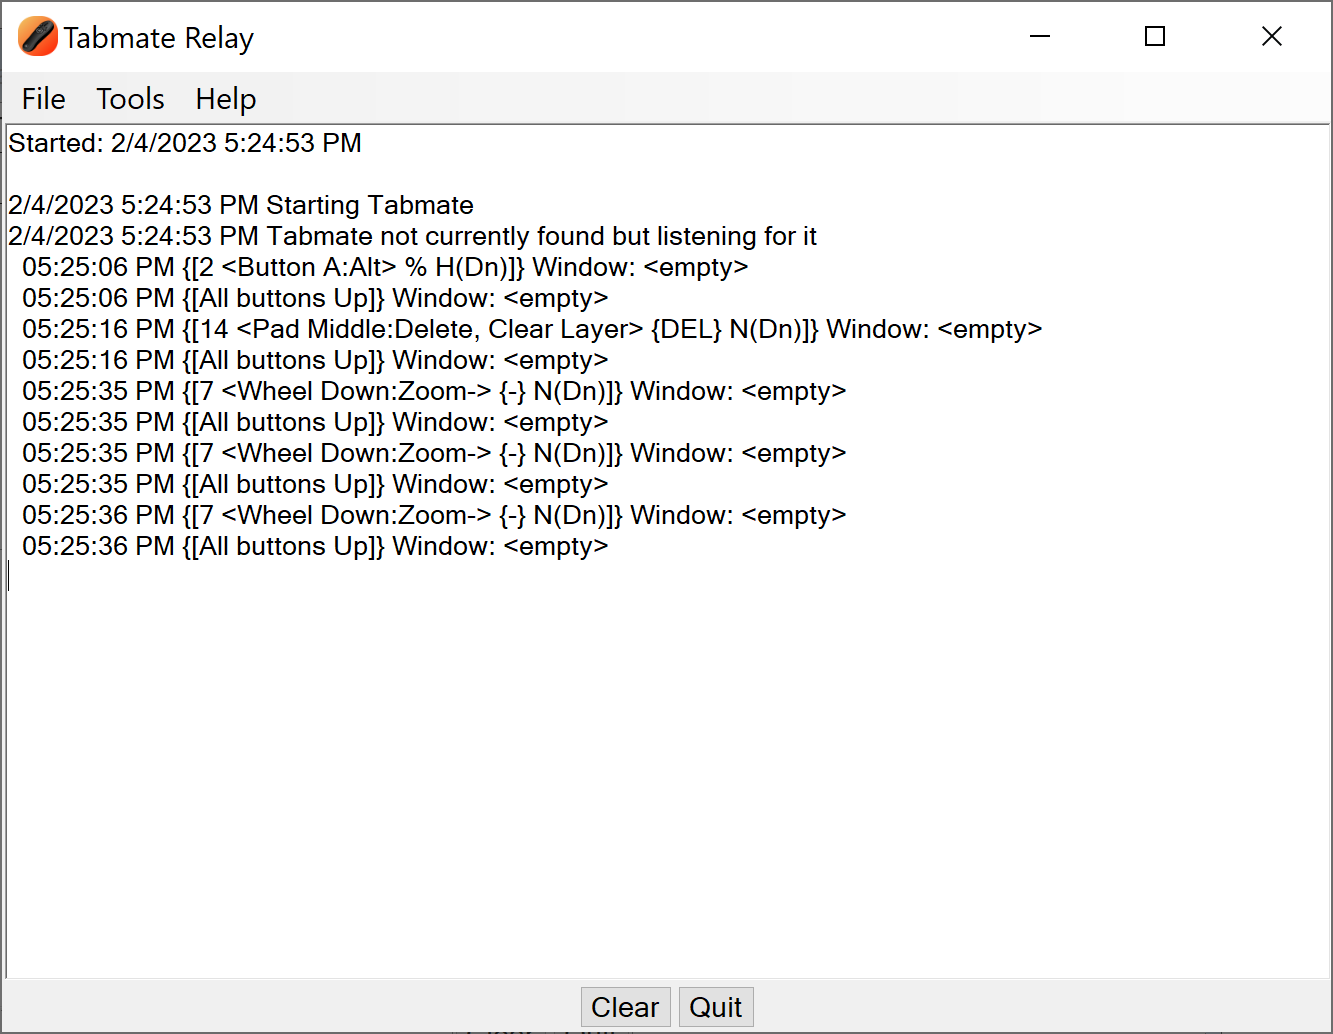 Tabmate Relay
File Tools Help
Started: 2/4/2023 5:24:53 PM
2/4/2023 5:24:53 PM Starting Tabmate
2/4/2023 5:24:53 PM Tabmate not currently found but listening for it
05:25:06 PM {[2 <Button A:Alt> % H(Dn)]} Window: <empty>
05:25:06 PM {[All buttons Up]} Window: <empty>
05:25:16 PM {[14 <Pad Middle:Delete, Clear Layer> {DEL} N(Dn)]} Window: <empty>
05:25:16 PM {[All buttons Up]} Window: <empty>
05:25:35 PM {[7 <Wheel Down:Zoom-> {-} N(Dn)]} Window: <empty>
05:25:35 PM {[All buttons Up]} Window: <empty>
05:25:35 PM {[7 <Wheel Down:Zoom-> {-} N(Dn)]} Window: <empty>
05:25:35 PM {[All buttons Up]} Window: <empty>
05:25:36 PM {[7 <Wheel Down:Zoom-> {-} N(Dn)]} Window: <empty>
05:25:36 PM {[All buttons Up]} Window: <empty>
Clear Quit